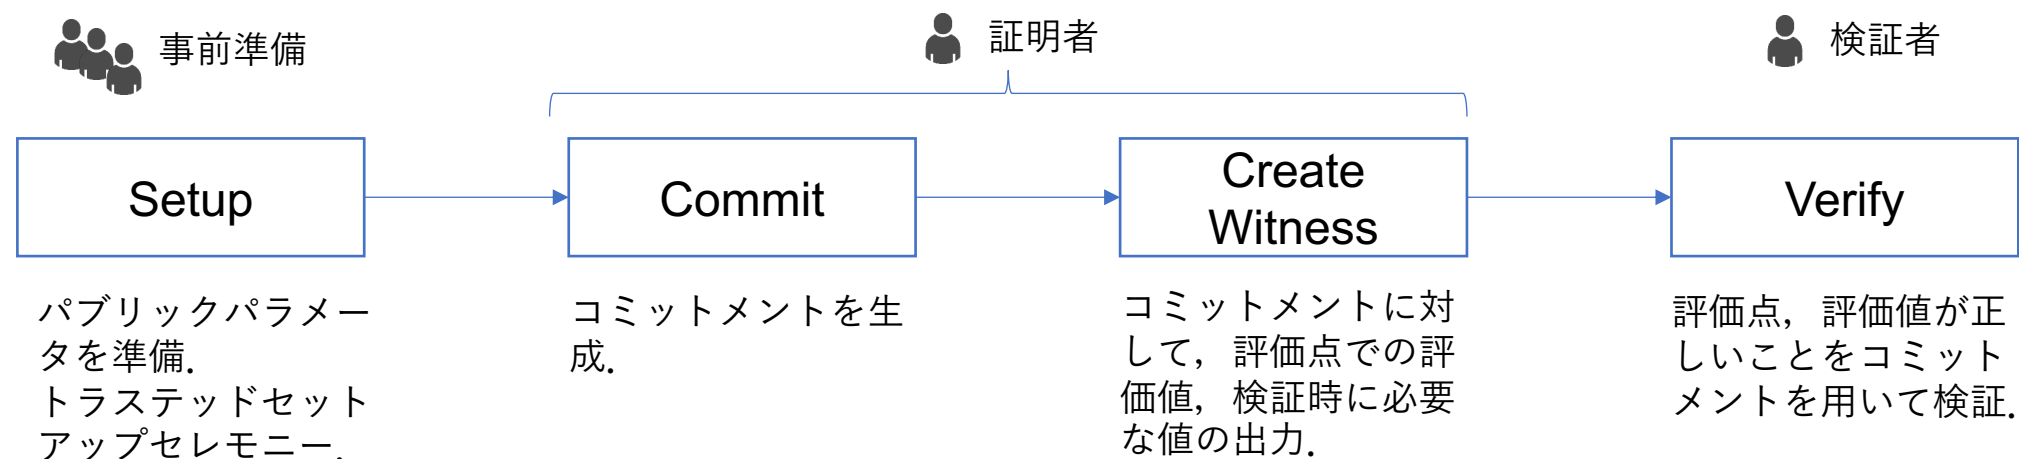 事前準備
証明者
検証者
Setup
Commit
Create
Witness
Verify
パブリックパラメー
タを準備.
トラステッドセット
アップセレモニー.
コミットメントを生
成.
コミットメントに対
して，評価点での評
価値，検証時に必要
な値の出力.
評価点，評価値が正
しいことをコミット
メントを用いて検証.